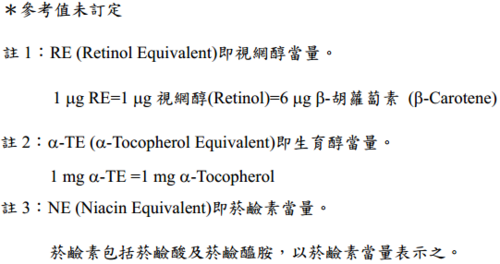 ＊參考值未訂定
註 1：RE (Retinol Equivalent)即視網醇當量。
1 μg RE=1 μg 視網醇(Retinol)=6 μg β-胡蘿蔔素 (β-Carotene)
註 2：α-TE (α-Tocopherol Equivalent)即生育醇當量。
1 mg α-TE =1 mg α-Tocopherol
註 3：NE (Niacin Equivalent)即菸鹼素當量。
菸鹼素包括菸鹼酸及菸鹼醯胺，以菸鹼素當量表示之。